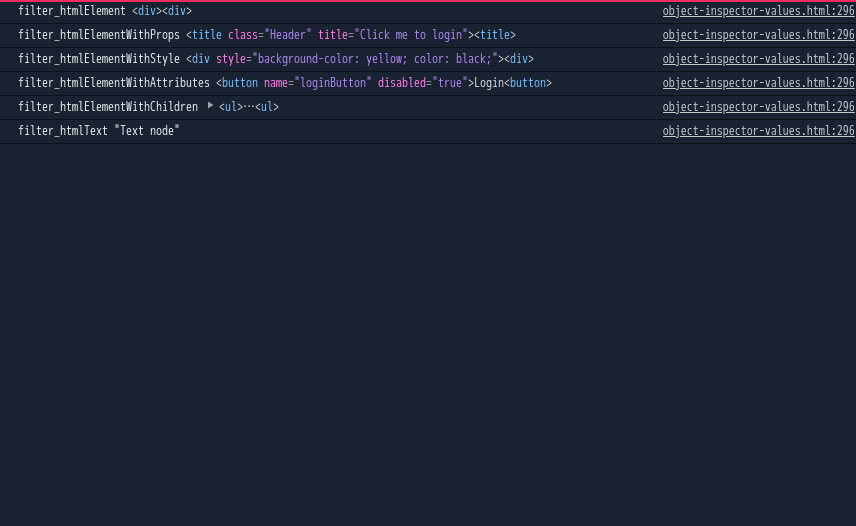 filter_htmlElement <div><div> object-inspector-values.html:296
filter_htmlElementWithProps <title class="Header" title="Click me to login"><title> object-inspector-values.html:296
filter_htmlElementWithStyle <div style="background-color: yellow; color: black;"><div> object-inspector-values.html:296
filter_htmlElementWithAttributes <button name="loginButton" disabled="true">Login<button> object-inspector-values.html:296
filter_htmlElementWithChildren ▶ <ul>…<ul> object-inspector-values.html:296
filter_htmlText "Text node" object-inspector-values.html:296